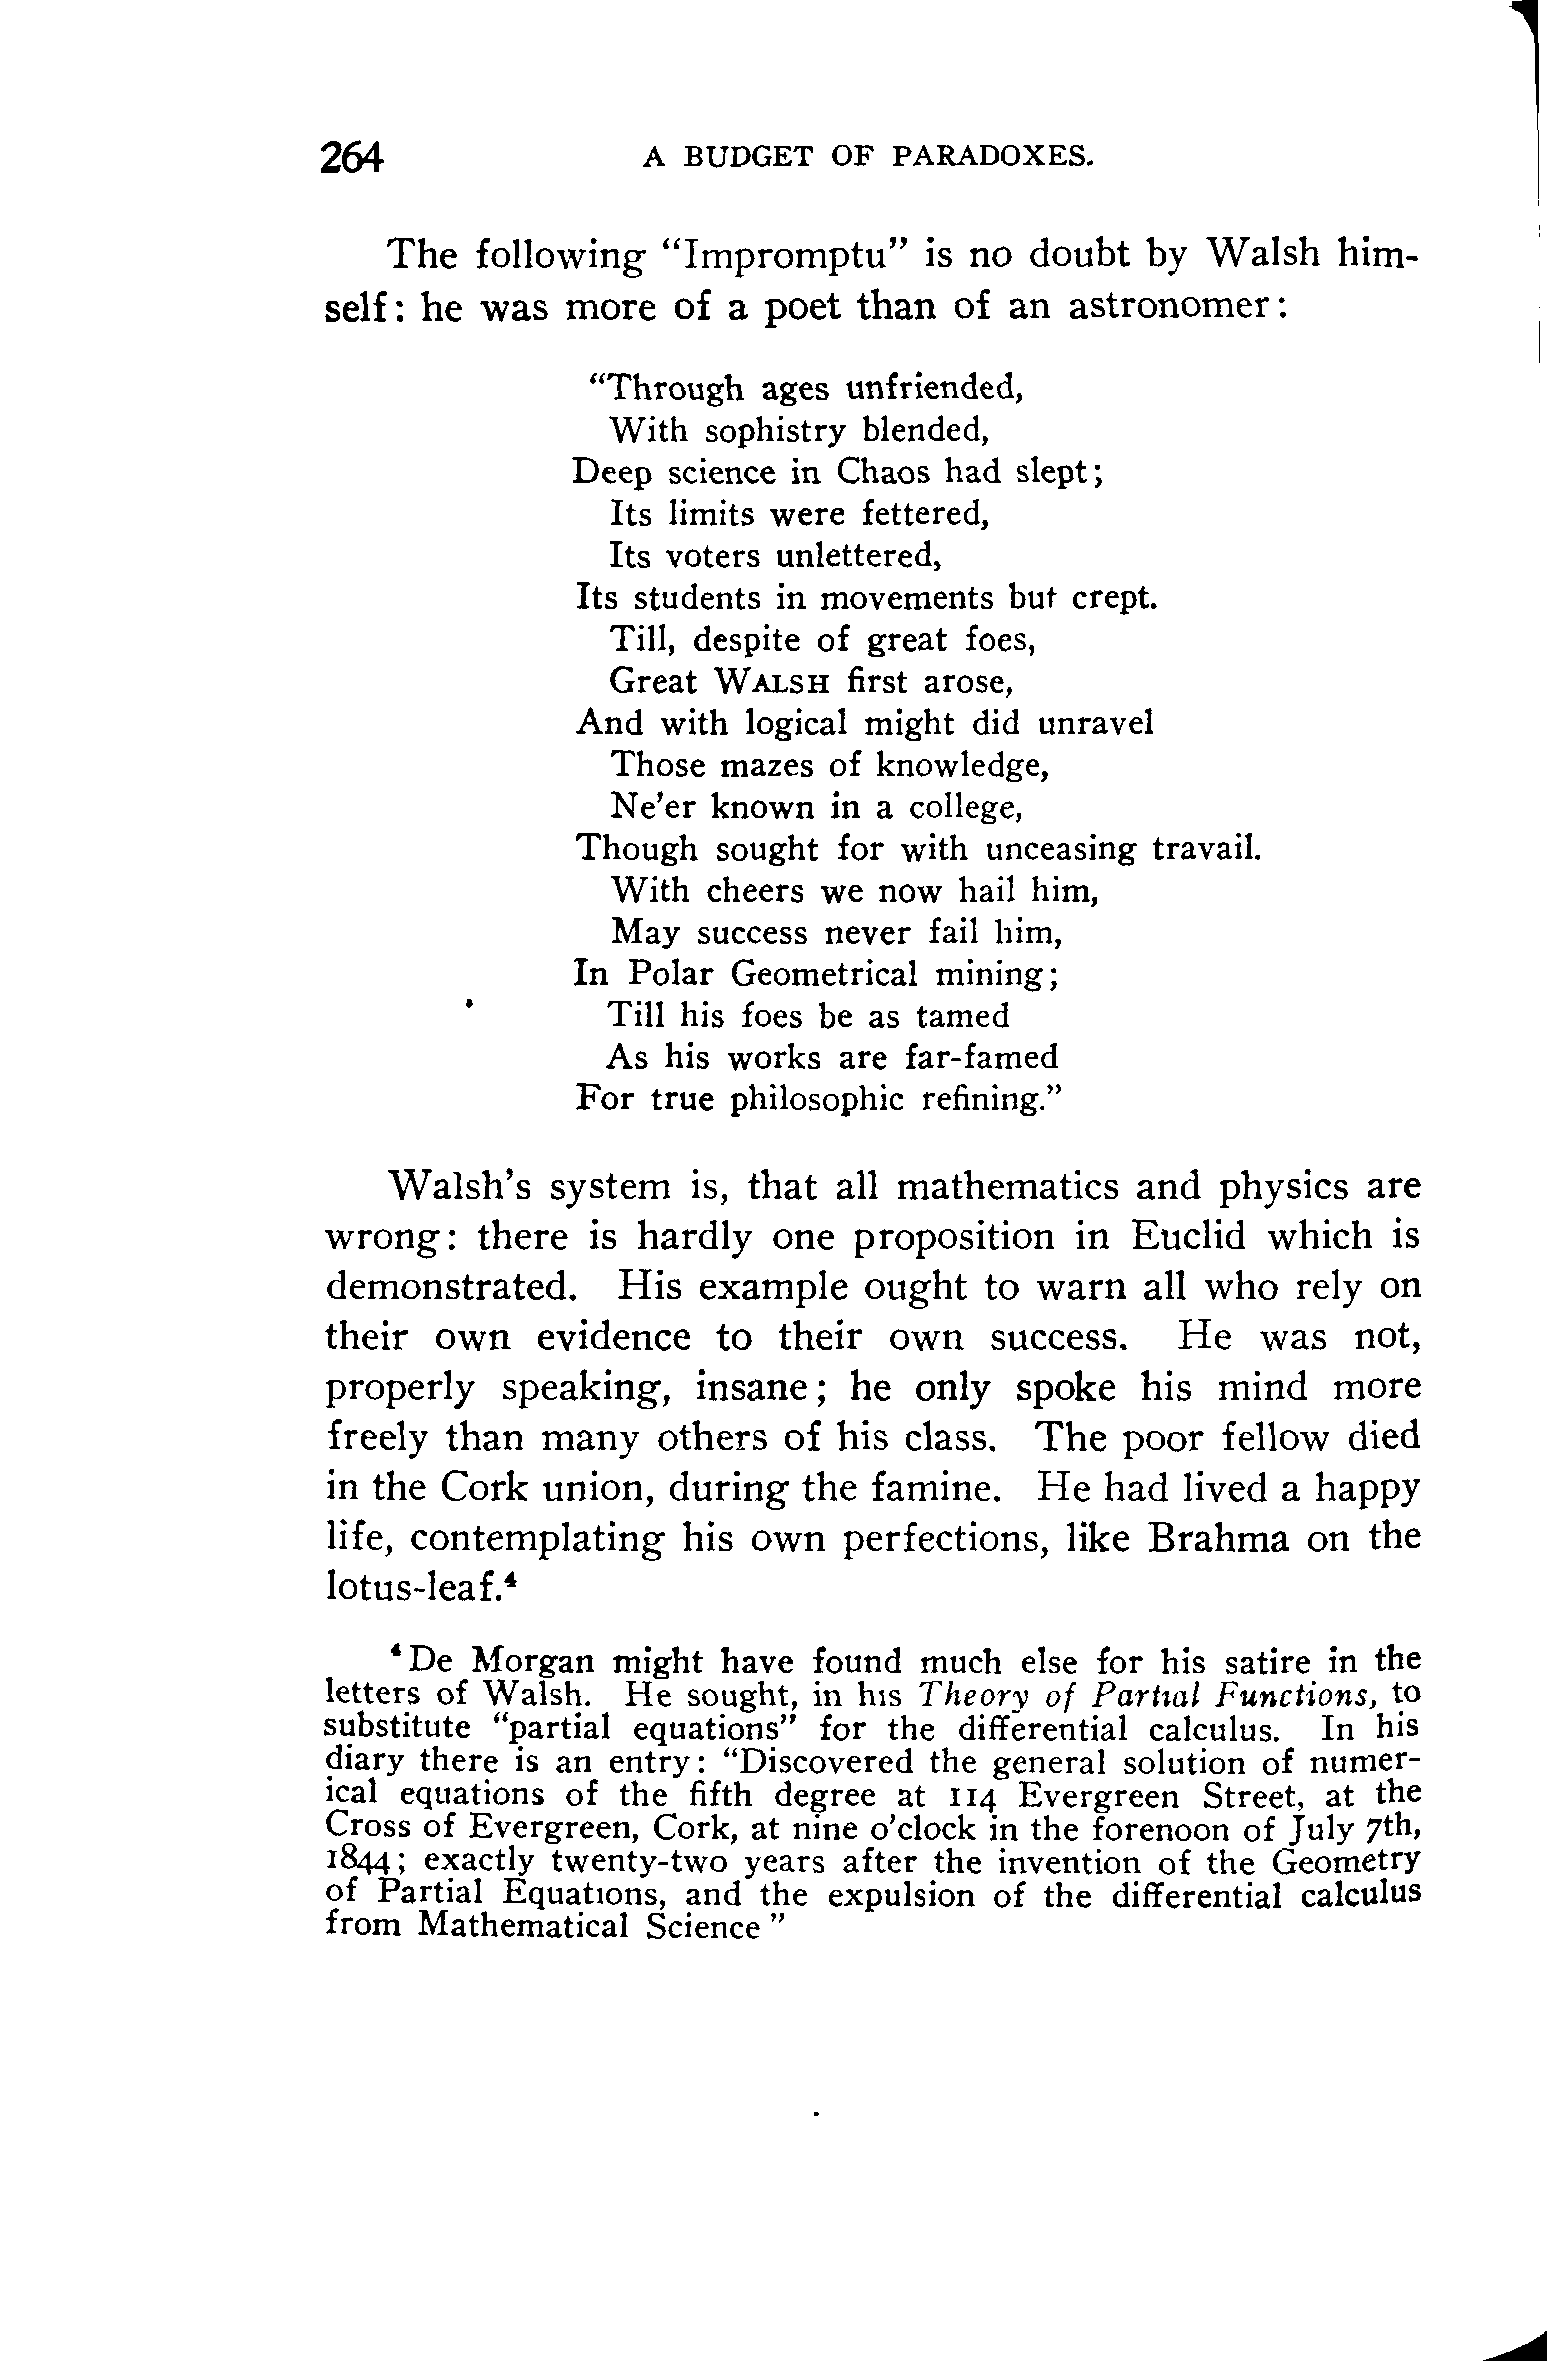 264 A BUDGET OF PARADOXES.
The following “Impromptu” is no doubt by Walsh him-
self: he was more of a poet than of an astronomer:
“Through ages unfriended,
With sophistry blended,
Deep science in Chaos had slept;
Its limits were fettered,
Its voters unlettered,
Its students in movements but crept.
Till, despite of great foes,
Great WALSH first arose,
And with logical might did unravel
Those mazes of knowledge,
Ne’er known in a college,
Though sought for with unceasing travail.
With cheers we now hail him,
May success never fail him,
In Polar Geometrical mining;
Till his foes be as tamed
As his works are far-famed
For true philosophic refining.”
Walsh’s system is, that all mathematics and physics are
wrong: there is hardly one proposition in Euclid which is
demonstrated. His example ought to warn all who rely on
their own evidence to their own success. He was not,
properly speaking, insane; he only spoke his mind more
freely than many others of his class. The poor fellow died
in the Cork union, during the famine. He had lived a happy
life, contemplating his own perfections, like Brahma on the
lotus-leaf.⁴
⁴ De Morgan might have found much else for his satire in the
letters of Walsh. He sought, in his Theory of Partial Functions, to
substitute “partial equations” for the differential calculus. In his
diary there is an entry: “Discovered the general solution of numer-
ical equations of the fifth degree at 114 Evergreen Street, at the
Cross of Evergreen, Cork, at nine o’clock in the forenoon of July 7th,
1844; exactly twenty-two years after the invention of the Geometry
of Partial Equations, and the expulsion of the differential calculus
from Mathematical Science ”